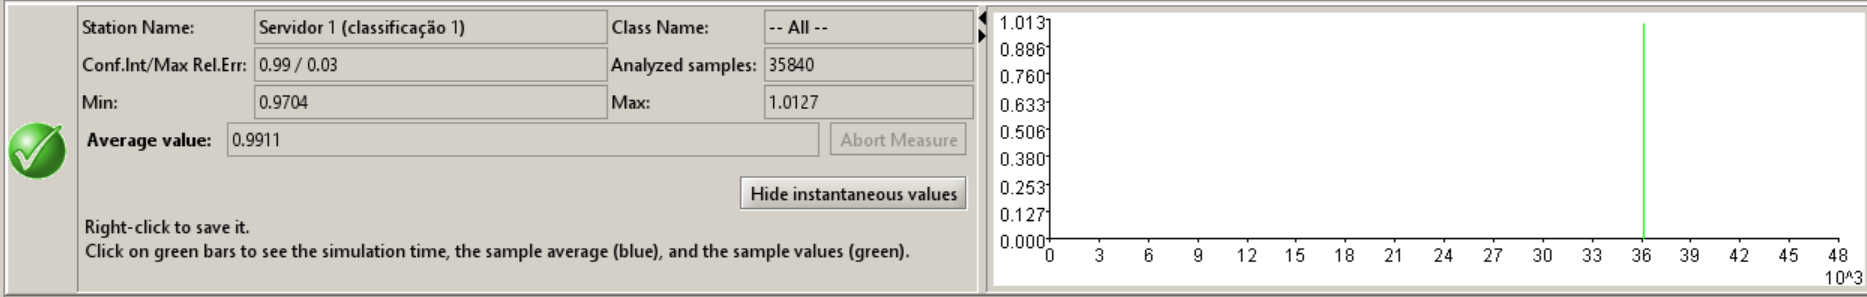 Station Name: Servidor 1 (classificação 1) Class Name: -- All --
Conf.Int/Max Rel.Err: 0.99 / 0.03 Analyzed samples: 35840
Min: 0.9704 Max: 1.0127
Average value: 0.9911 Abort Measure
Hide instantaneous values
Right-click to save it.
Click on green bars to see the simulation time, the sample average (blue), and the sample values (green).
1.013
0.886
0.760
0.633
0.506
0.380
0.253
0.127
0.000
0 3 6 9 12 15 18 21 24 27 30 33 36 39 42 45 48
10^3